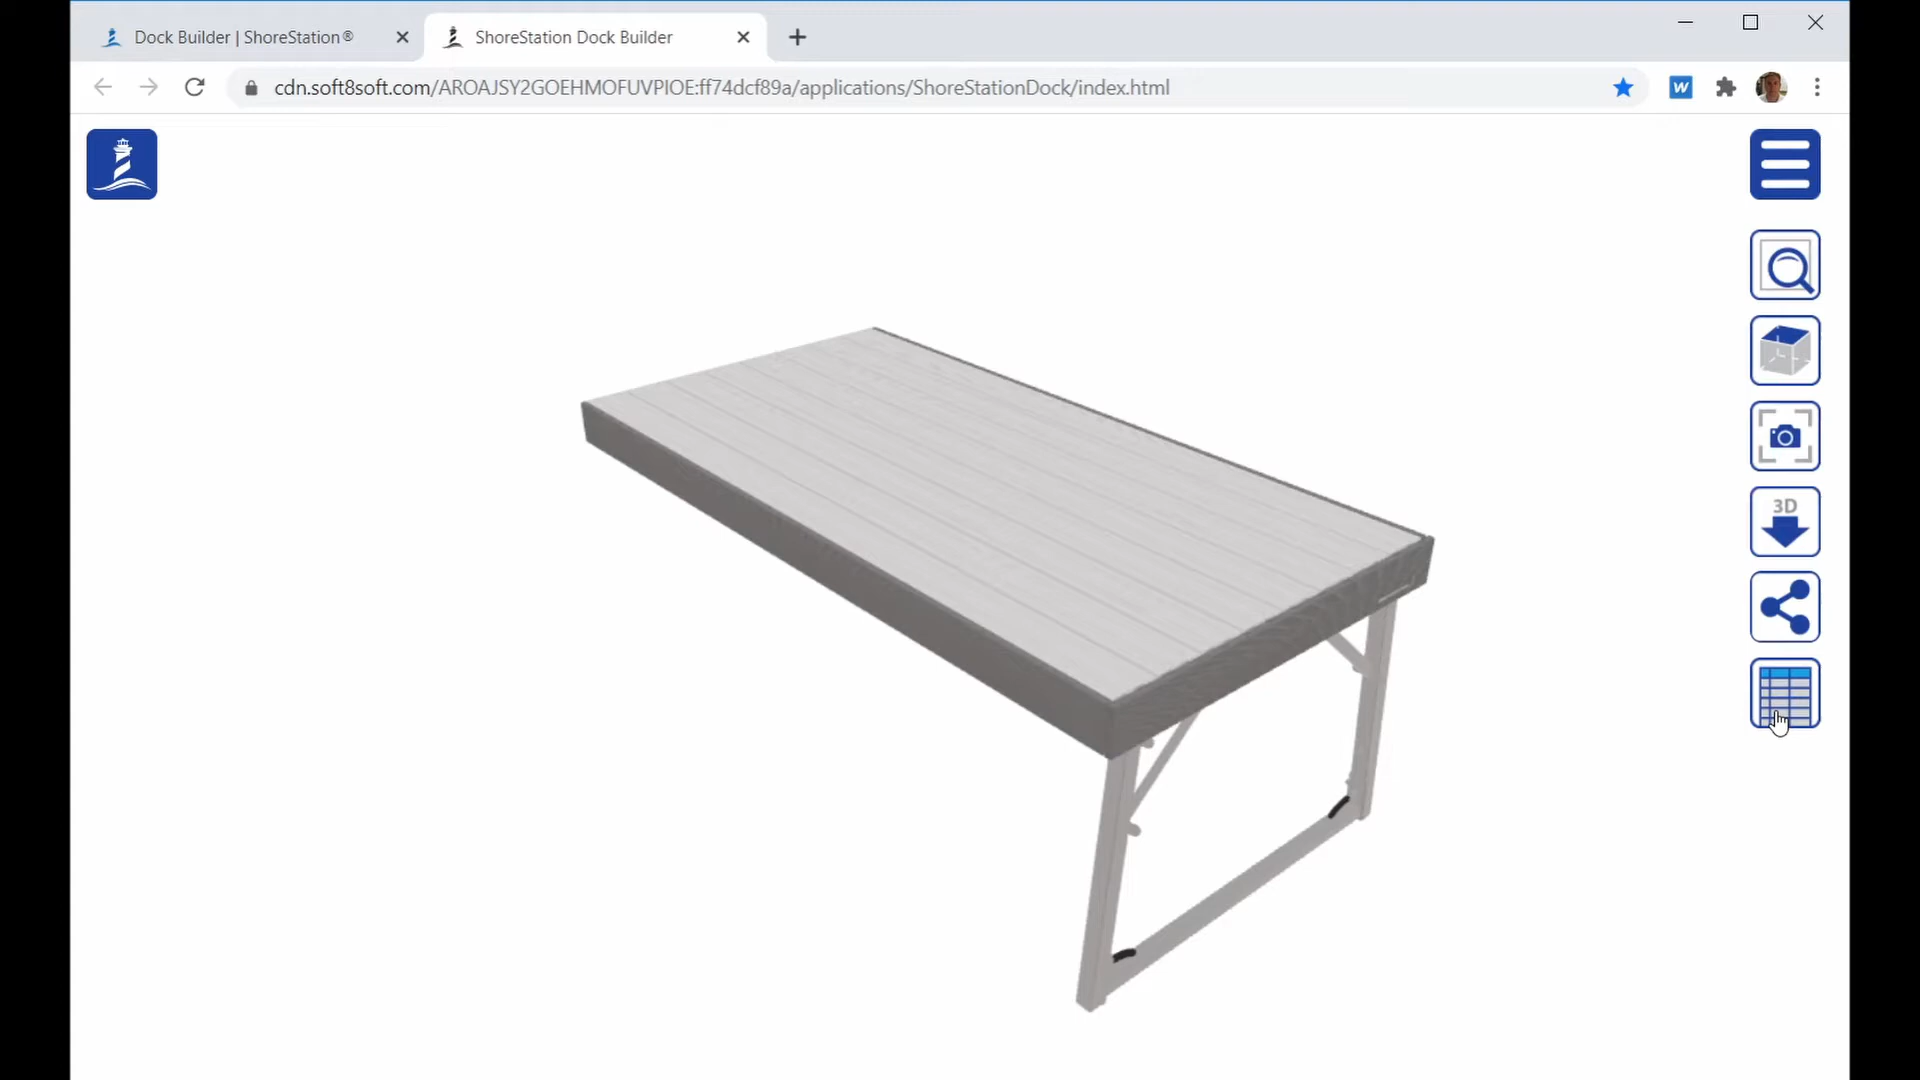 Dock Builder | ShoreStation®
ShoreStation Dock Builder
cdn.soft8soft.com/AROAJSY2GOEHMOFUVPIOE:ff74dcf89a/applications/ShoreStationDock/index.html
W
3D